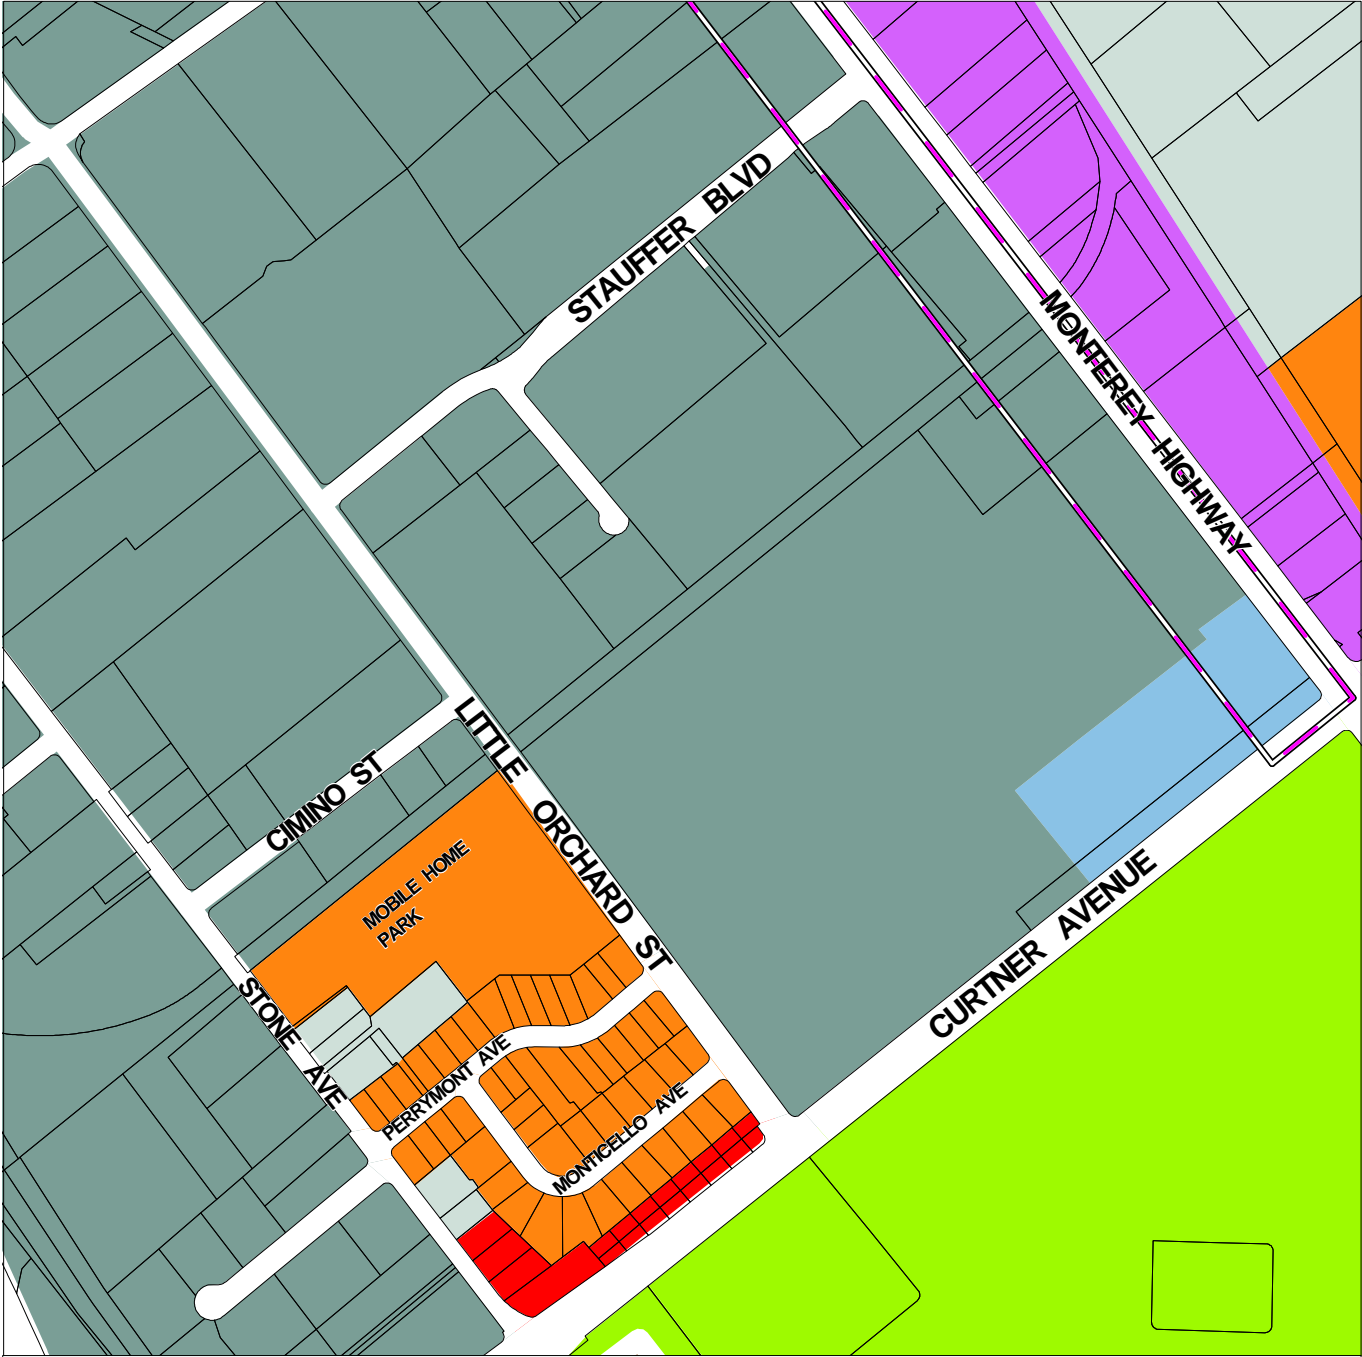 STAUFFER BLVD
MONTEREY HIGHWAY
LITTLE ORCHARD ST
CIMINO ST
MOBILE HOME
PARK
STONE AVE
PERRYMONT AVE
MONTICELLO AVE
CURTNER AVENUE